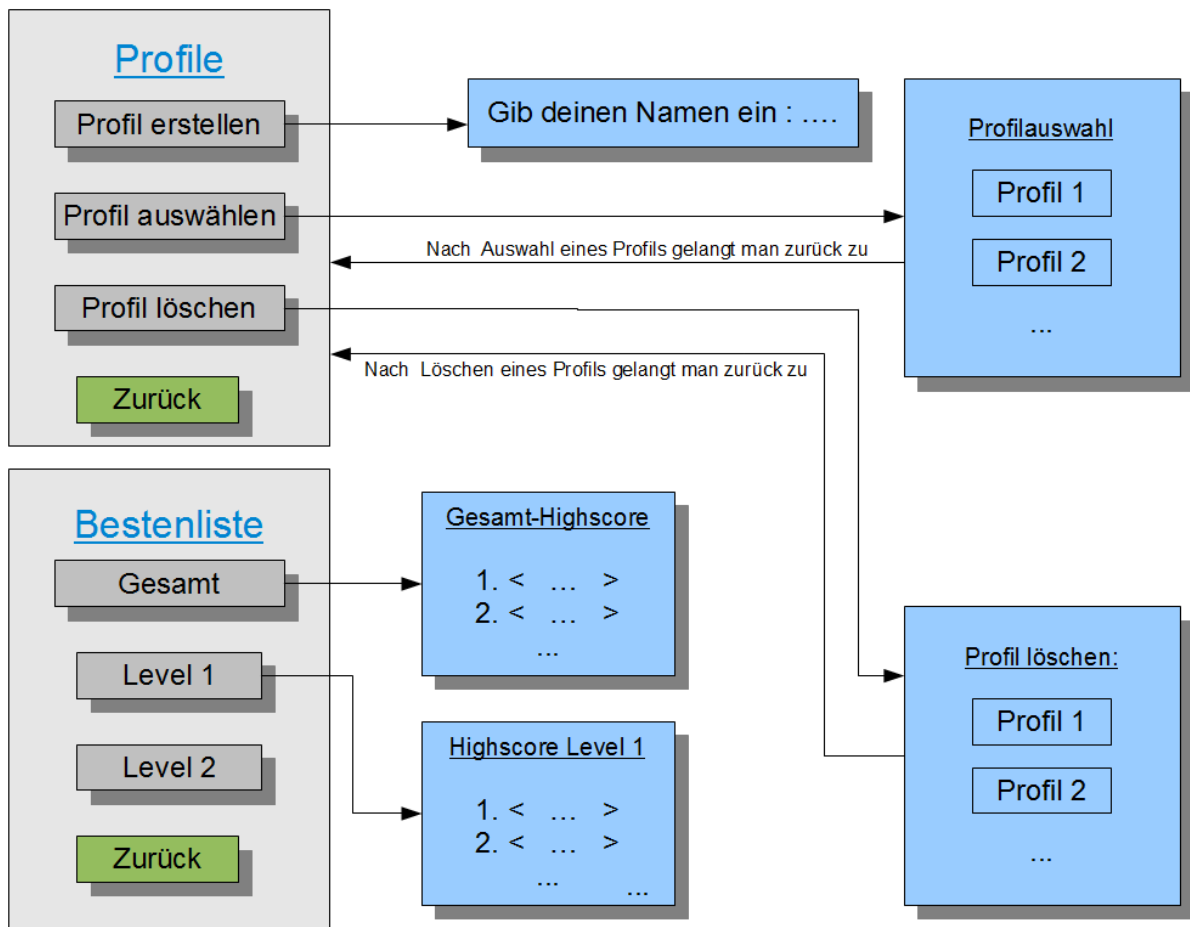 Profile
Profil erstellen
Gib deinen Namen ein : ....
Profil auswählen
Nach Auswahl eines Profils gelangt man zurück zu
Profil löschen
Nach Löschen eines Profils gelangt man zurück zu
Zurück
Profilauswahl
Profil 1
Profil 2
...
Bestenliste
Gesamt
Level 1
Level 2
Zurück
Gesamt-Highscore
1. < ... >
2. < ... >
...
Highscore Level 1
1. < ... >
2. < ... >
...
...
Profil löschen:
Profil 1
Profil 2
...